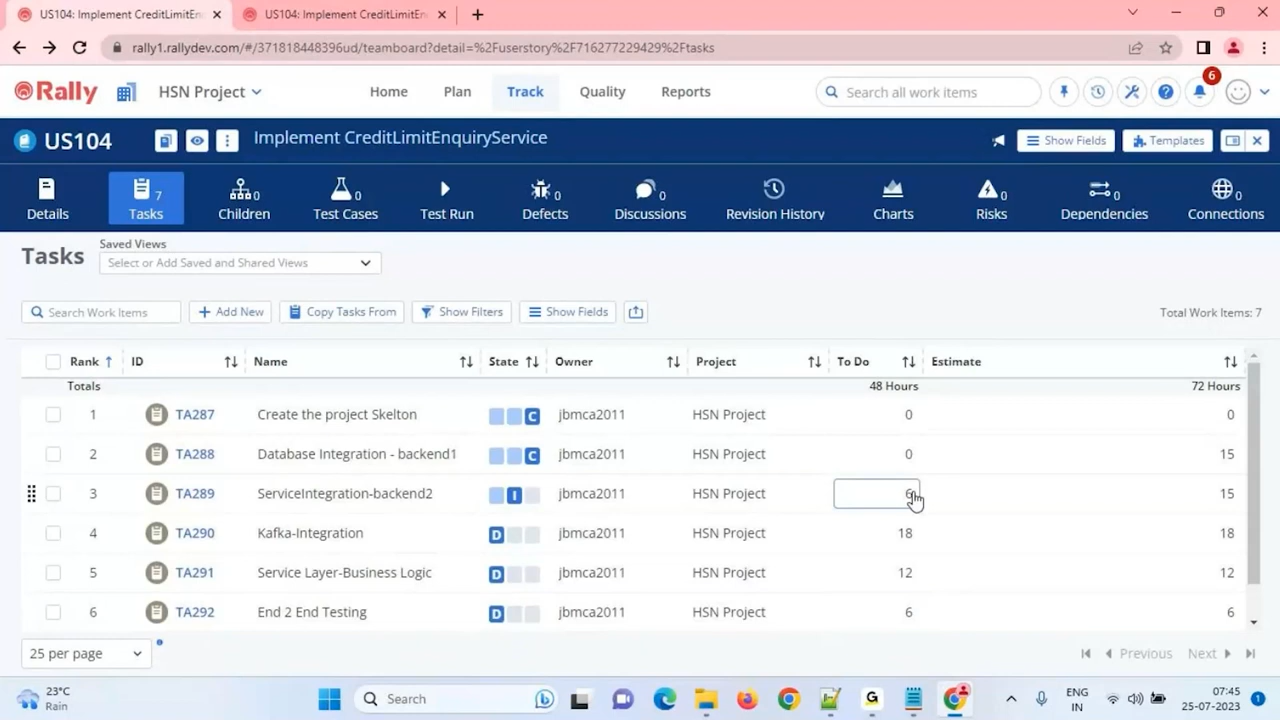 US104: Implement CreditLimitEn
US104: Implement CreditLimitEn
rally1.rallydev.com/#/371818448396ud/teamboard?detail=%2Fuserstory%2F716277229429%2Ftasks
Rally HSN Project Home Plan Track Quality Reports Search all work items 6
US104 Implement CreditLimitEnquiryService Show Fields Templates
Details Tasks 7 Children 0 Test Cases 0 Test Run Defects 0 Discussions 0 Revision History Charts Risks 0 Dependencies 0 Connections 0
Tasks Saved Views
Select or Add Saved and Shared Views
Search Work Items Add New Copy Tasks From Show Filters Show Fields Total Work Items: 7
Rank ID Name State Owner Project To Do Estimate
Totals 48 Hours 72 Hours
1 TA287 Create the project Skelton C jbmca2011 HSN Project 0 0
2 TA288 Database Integration - backend1 C jbmca2011 HSN Project 0 15
3 TA289 ServiceIntegration-backend2 I jbmca2011 HSN Project 6 15
4 TA290 Kafka-Integration D jbmca2011 HSN Project 18 18
5 TA291 Service Layer-Business Logic D jbmca2011 HSN Project 12 12
6 TA292 End 2 End Testing D jbmca2011 HSN Project 6 6
25 per page Previous Next
23°C
Rain
Search
ENG
IN
07:45
25-07-2023
1